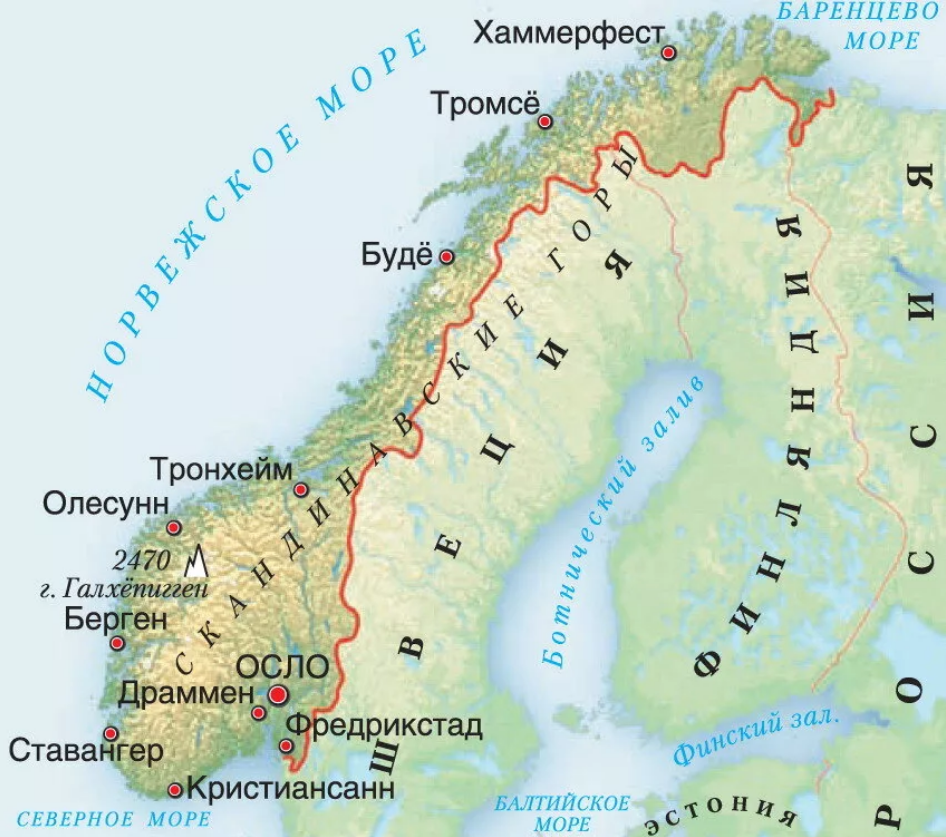 БАРЕНЦЕВО
МОРЕ
Хаммерфест
НОРВЕЖСКОЕ МОРЕ
Тромсё
Будё
СКАНДИНАВСКИЕ ГОРЫ
ШВЕЦИЯ
ФИНЛЯНДИЯ
РОССИЯ
Ботнический залив
Тронхейм
Олесунн
2470
г. Галхёпигген
Берген
ОСЛО
Драммен
Фредрикстад
Ставангер
Кристиансанн
Финский зал.
СЕВЕРНОЕ МОРЕ
БАЛТИЙСКОЕ
МОРЕ
ЭСТОНИЯ